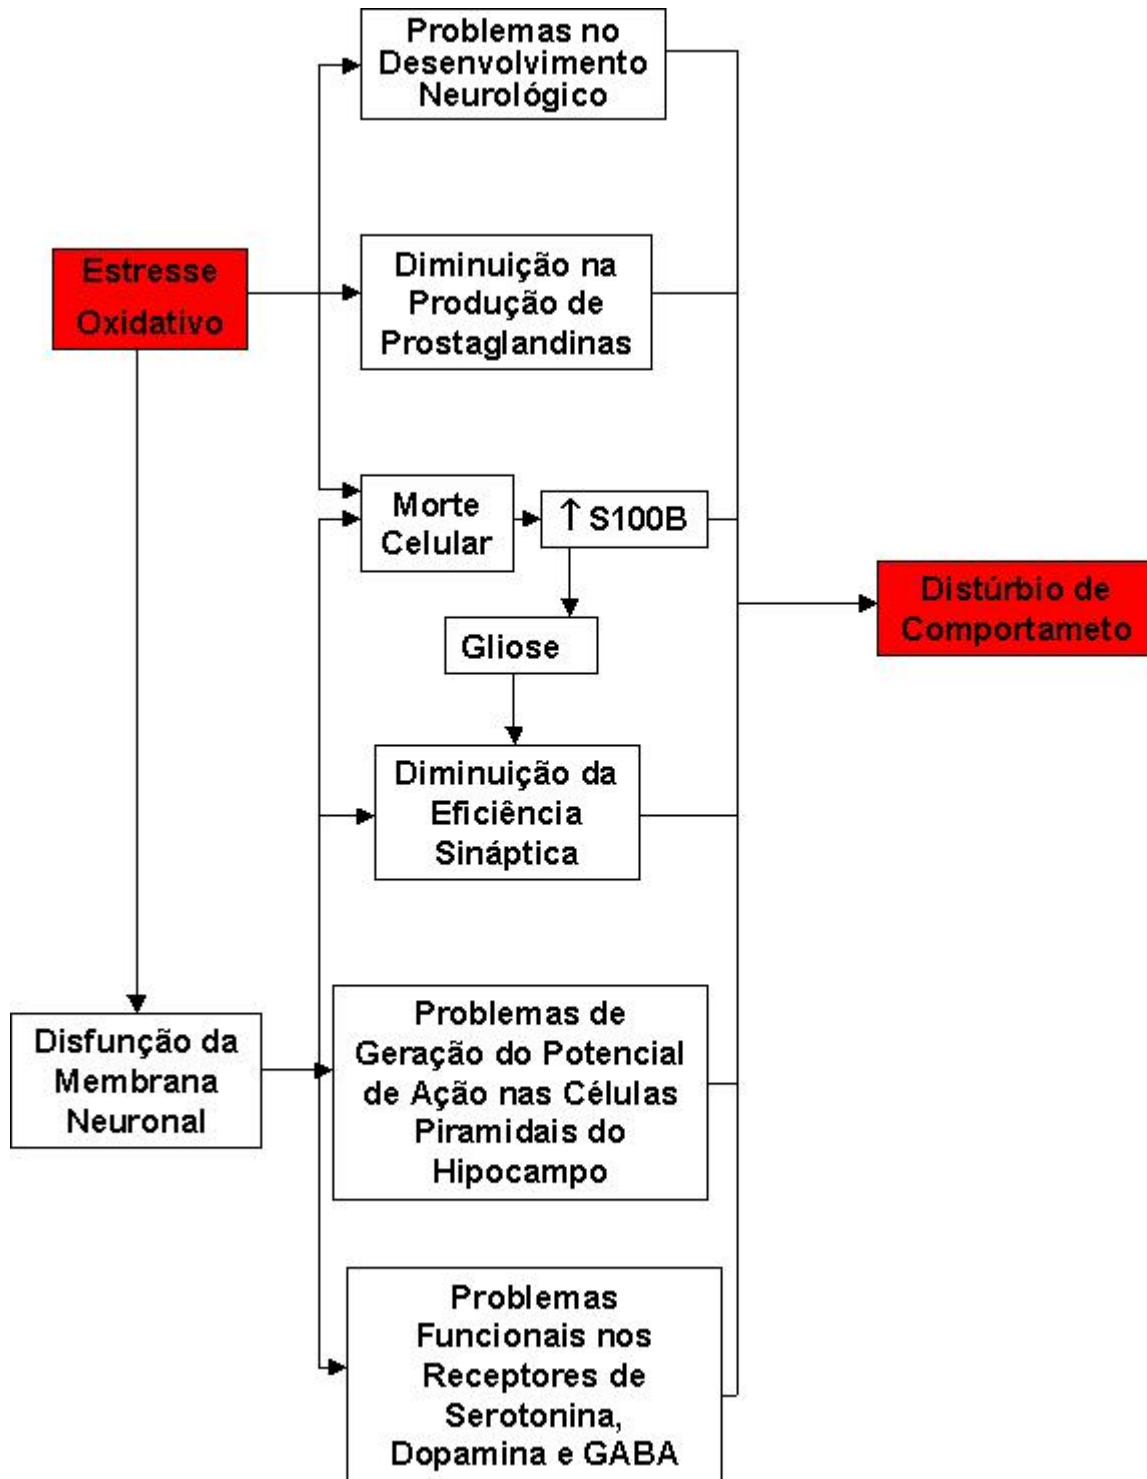 Problemas no
Desenvolvimento
Neurológico
Estresse
Oxidativo
Diminuição na
Produção de
Prostaglandinas
Morte
Celular
↑ S100B
Gliose
Distúrbio de
Comportameto
Diminuição da
Eficiência
Sináptica
Disfunção da
Membrana
Neuronal
Problemas de
Geração do Potencial
de Ação nas Células
Piramidais do
Hipocampo
Problemas
Funcionais nos
Receptores de
Serotonina,
Dopamina e GABA